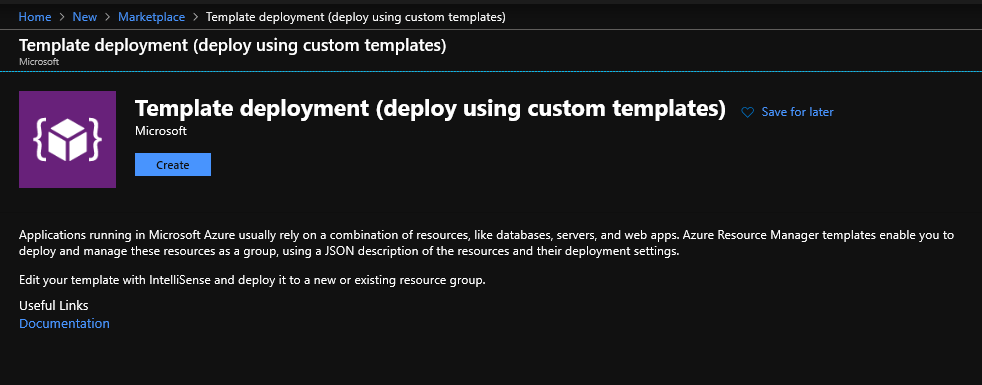 Home > New > Marketplace > Template deployment (deploy using custom templates)
Template deployment (deploy using custom templates)
Microsoft
Template deployment (deploy using custom templates)
Save for later
Microsoft
Create
Applications running in Microsoft Azure usually rely on a combination of resources, like databases, servers, and web apps. Azure Resource Manager templates enable you to
deploy and manage these resources as a group, using a JSON description of the resources and their deployment settings.
Edit your template with IntelliSense and deploy it to a new or existing resource group.
Useful Links
Documentation